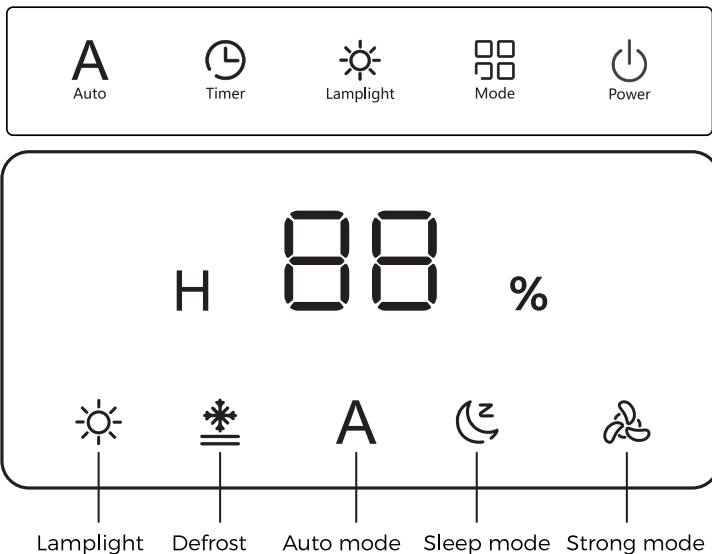 A
Auto Timer Lamplight Mode Power
H 88 %
A
Lamplight Defrost Auto mode Sleep mode Strong mode